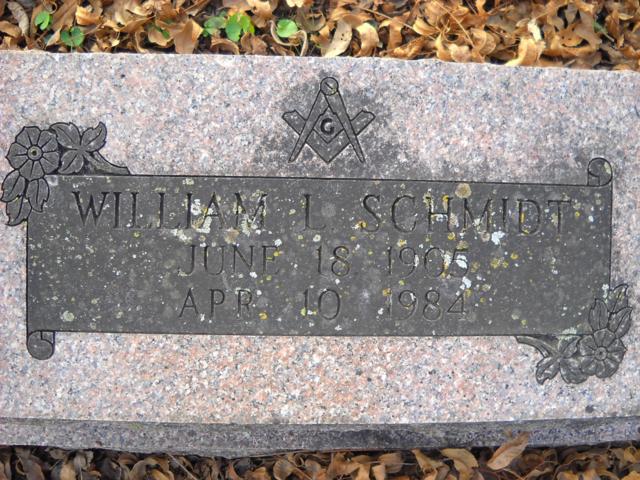 G
WILLIAM L SCHMIDT
JUNE 18 1905
APR 10 1984